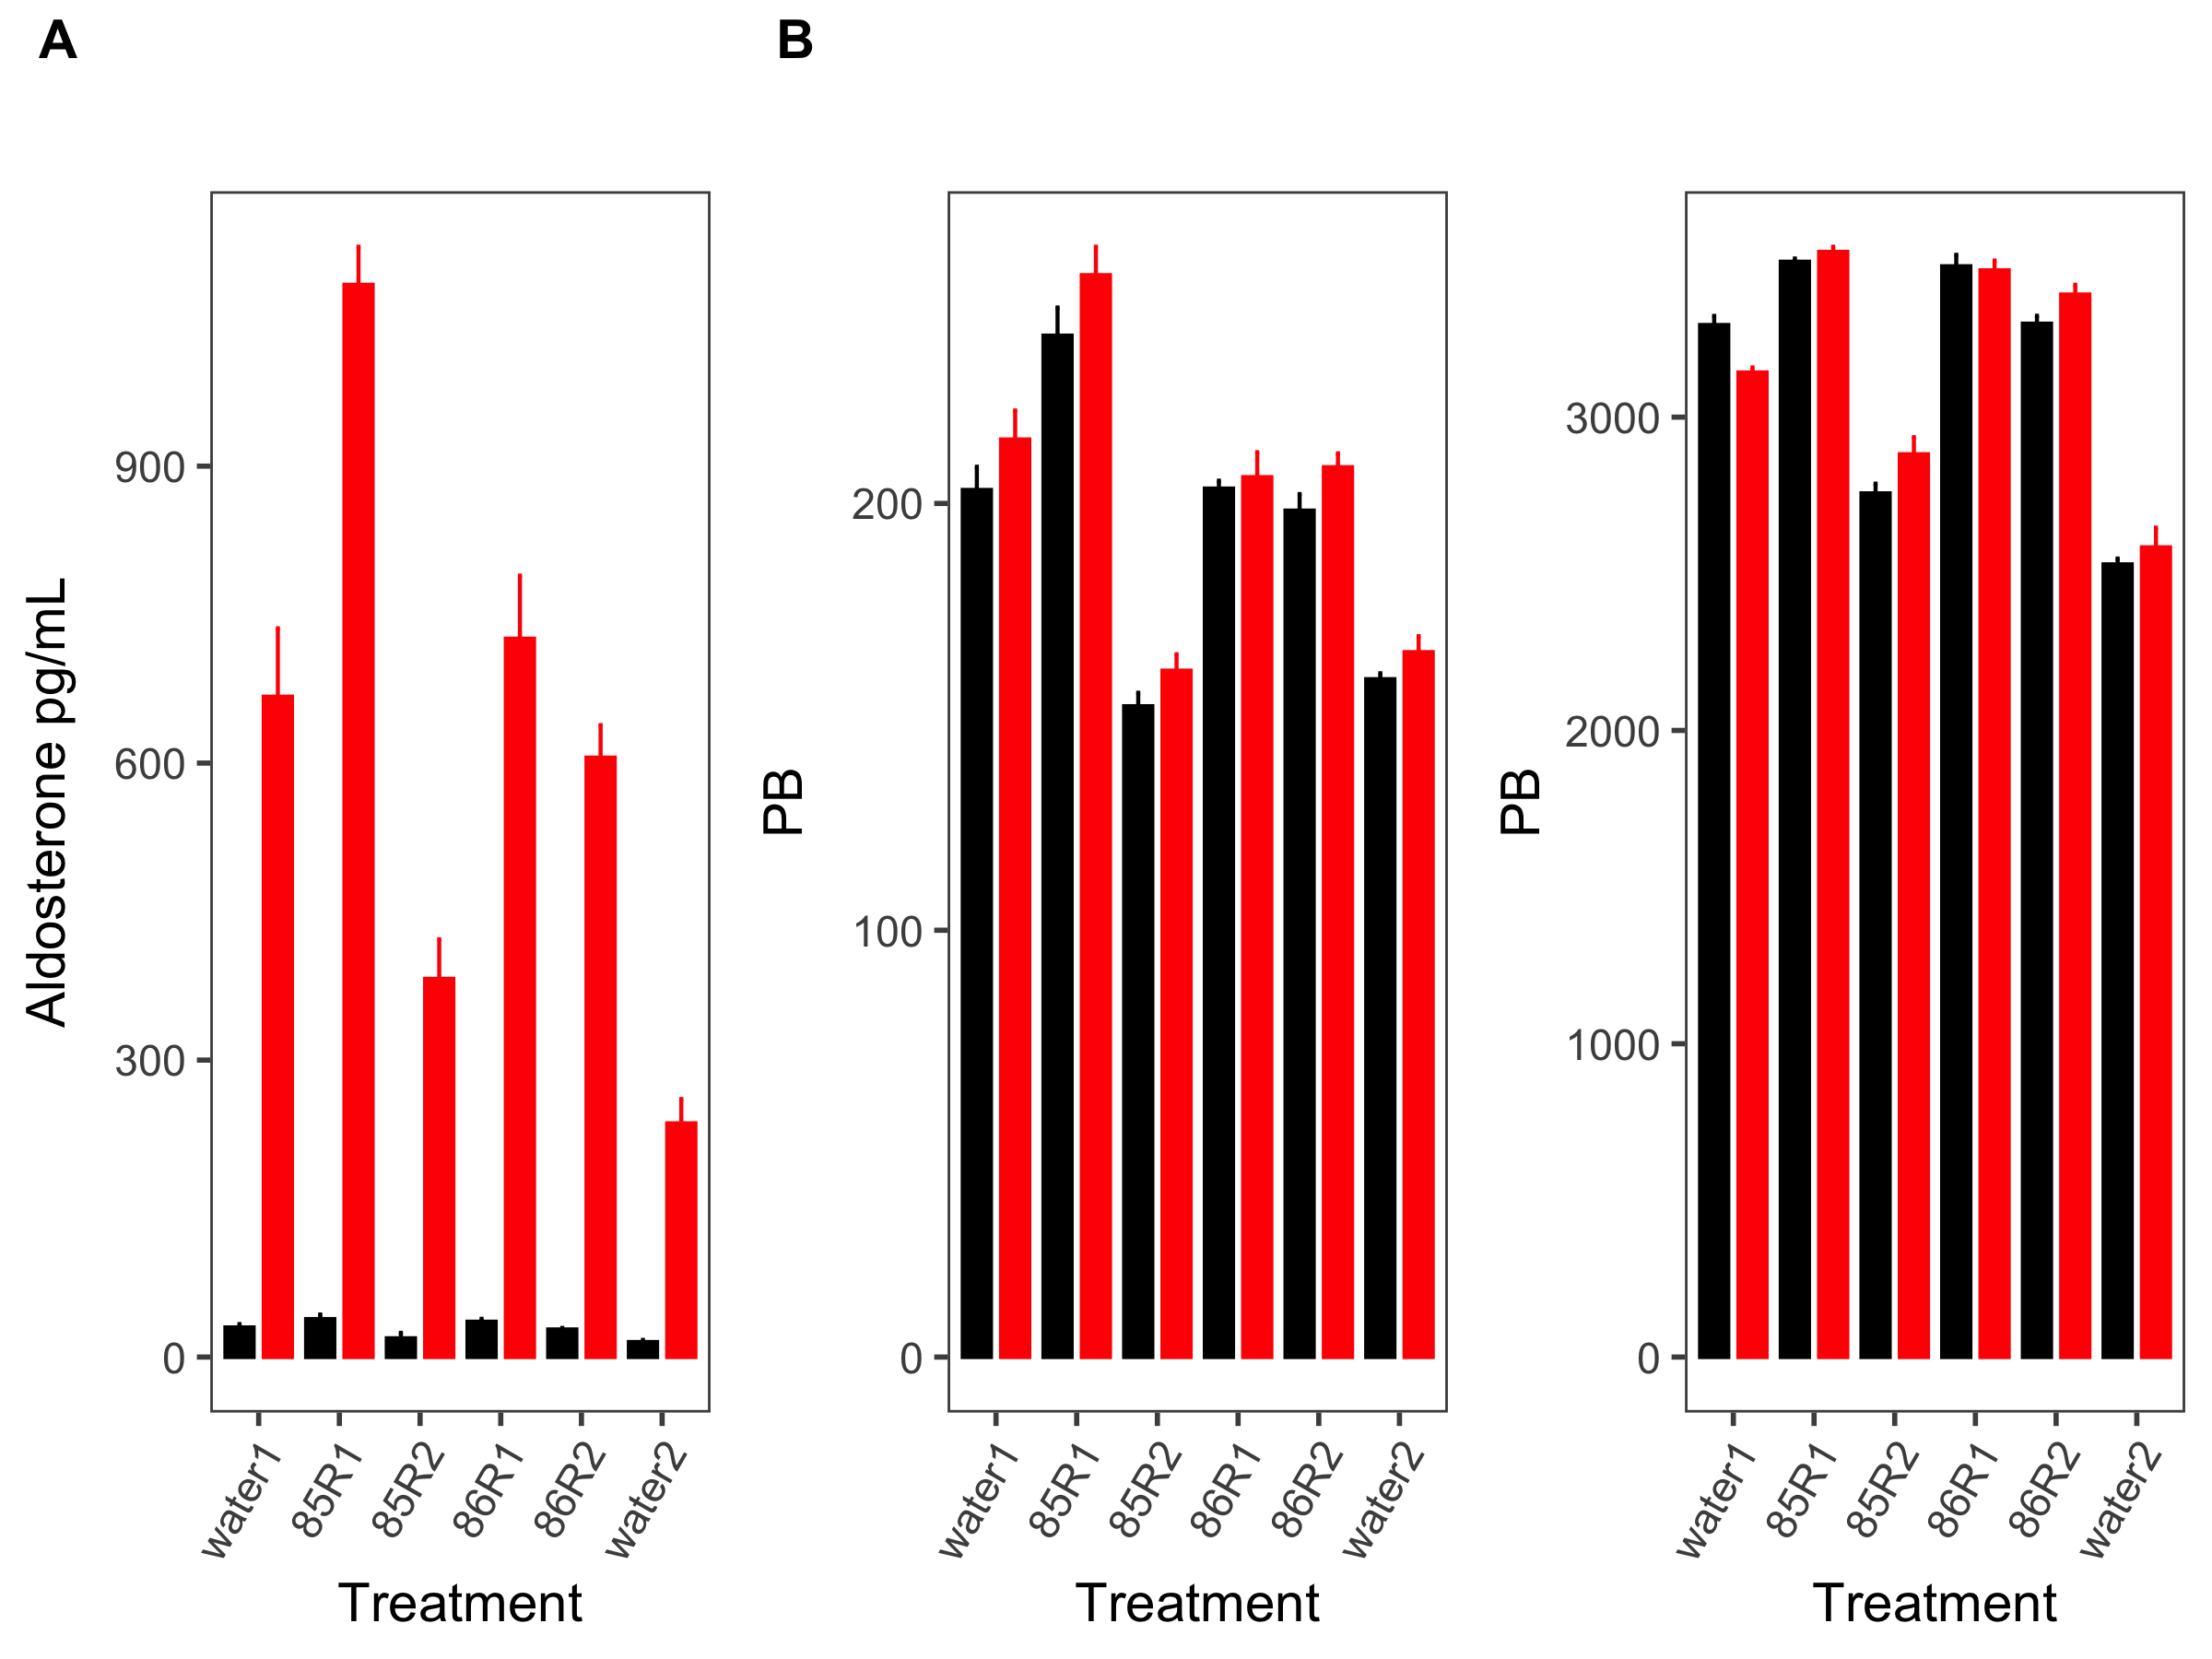 A
B
Aldosterone pg/mL
900
600
300
0
water1
85R1
85R2
86R1
86R2
water2
Treatment
PB
200
100
0
water1
85R1
85R2
86R1
86R2
water2
Treatment
PB
3000
2000
1000
0
water1
85R1
85R2
86R1
86R2
water2
Treatment